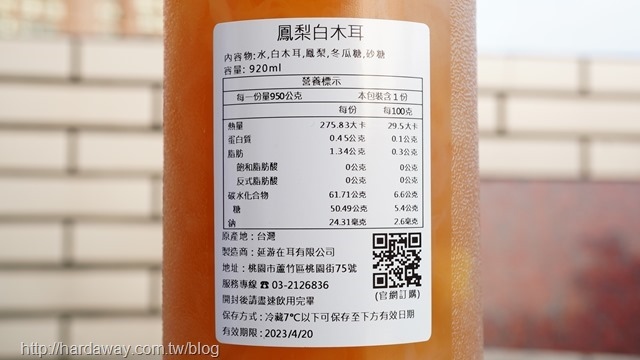 鳳梨白木耳
內容物:水,白木耳,鳳梨,冬瓜糖,砂糖
容量: 920ml
營養標示
每一份量950公克 本包裝含1份
每份 每100克
熱量 275.83大卡 29.5大卡
蛋白質 0.45公克 0.1公克
脂肪 1.34公克 0.3公克
飽和脂肪酸 0公克 0公克
反式脂肪酸 0公克 0公克
碳水化合物 61.71公克 6.6公克
糖 50.49公克 5.4公克
鈉 24.31毫克 2.6毫克
原產地:台灣
製造商:延游在耳有限公司
地址:桃園市蘆竹區桃園街75號
服務專線☎03-2126836
(官網訂購)
開封後請盡速飲用完畢
保存方式:冷藏7℃以下可保存至下方有效日期
有效期限:2023/4/20
http://hardaway.com.tw/blog